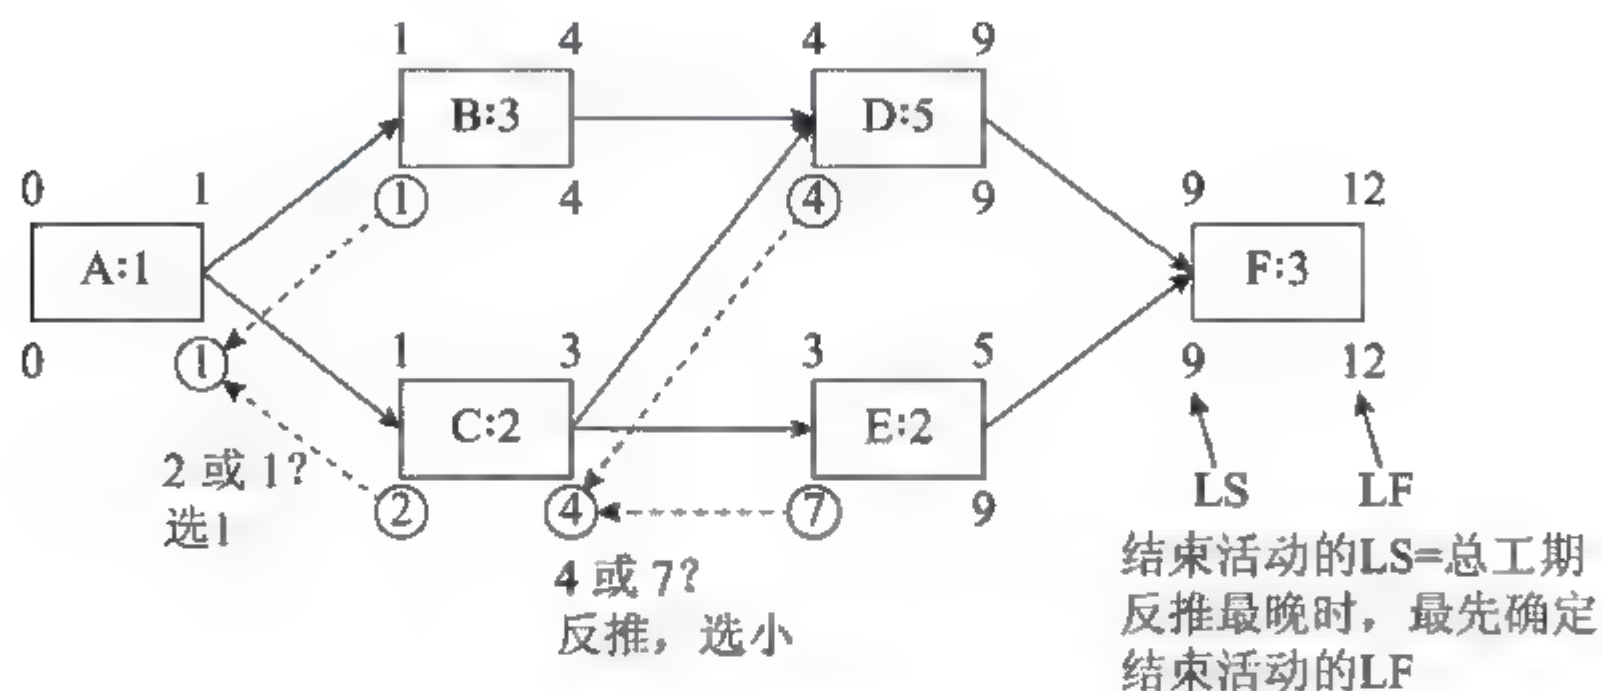 1 4 4 9
B:3 D:5
0 1 1 4 4 9 9 12
A:1 F:3
0 1 1 3 3 5 9 12
C:2 E:2
2 或 1? LS LF
选1 2 4 7 9
4 或 7? 结束活动的LS=总工期
反推，选小 反推最晚时，最先确定
结束活动的LF